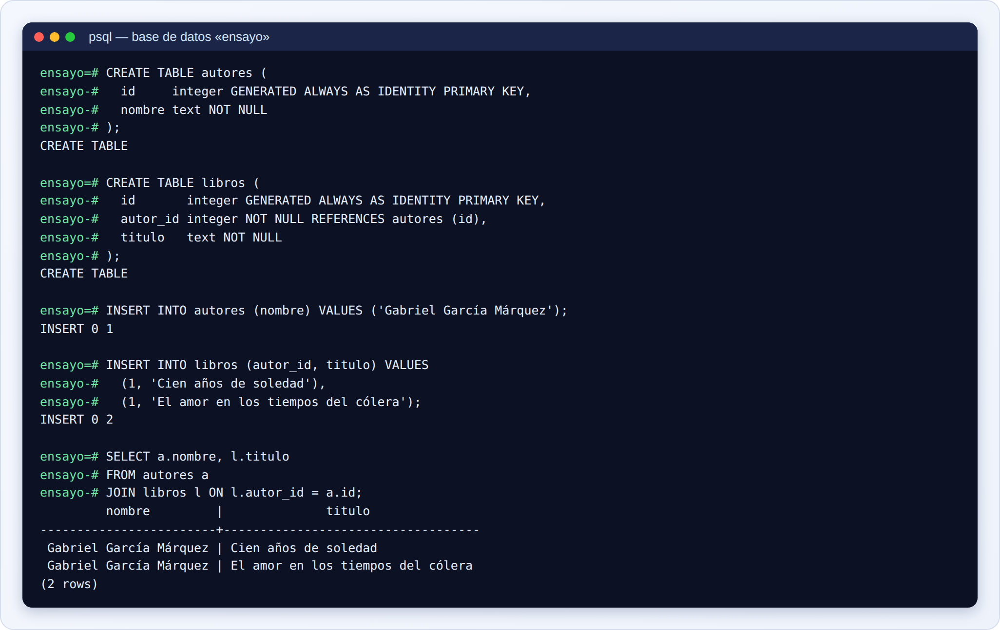 psql — base de datos «ensayo»
ensayo=# CREATE TABLE autores (
ensayo-#   id     integer GENERATED ALWAYS AS IDENTITY PRIMARY KEY,
ensayo-#   nombre text NOT NULL
ensayo-# );
CREATE TABLE
ensayo=# CREATE TABLE libros (
ensayo-#   id       integer GENERATED ALWAYS AS IDENTITY PRIMARY KEY,
ensayo-#   autor_id integer NOT NULL REFERENCES autores (id),
ensayo-#   titulo   text NOT NULL
ensayo-# );
CREATE TABLE
ensayo=# INSERT INTO autores (nombre) VALUES ('Gabriel García Márquez');
INSERT 0 1
ensayo=# INSERT INTO libros (autor_id, titulo) VALUES
ensayo-#   (1, 'Cien años de soledad'),
ensayo-#   (1, 'El amor en los tiempos del cólera');
INSERT 0 2
ensayo=# SELECT a.nombre, l.titulo
ensayo-# FROM autores a
ensayo-# JOIN libros l ON l.autor_id = a.id;
         nombre         |              titulo
------------------------+-----------------------------------
 Gabriel García Márquez | Cien años de soledad
 Gabriel García Márquez | El amor en los tiempos del cólera
(2 rows)